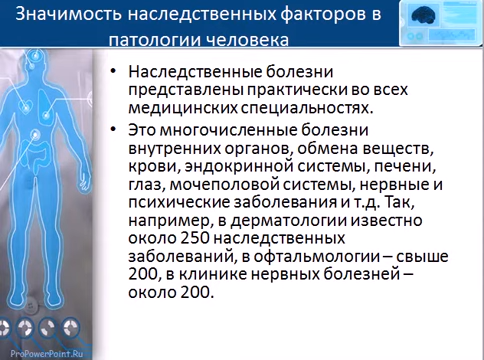 Значимость наследственных факторов в
патологии человека
• Наследственные болезни
представлены практически во всех
медицинских специальностях.
• Это многочисленные болезни
внутренних органов, обмена веществ,
крови, эндокринной системы, печени,
глаз, мочеполовой системы, нервные и
психические заболевания и т.д. Так,
например, в дерматологии известно
около 250 наследственных
заболеваний, в офтальмологии – свыше
200, в клинике нервных болезней –
около 200.
ProPowerPoint.Ru